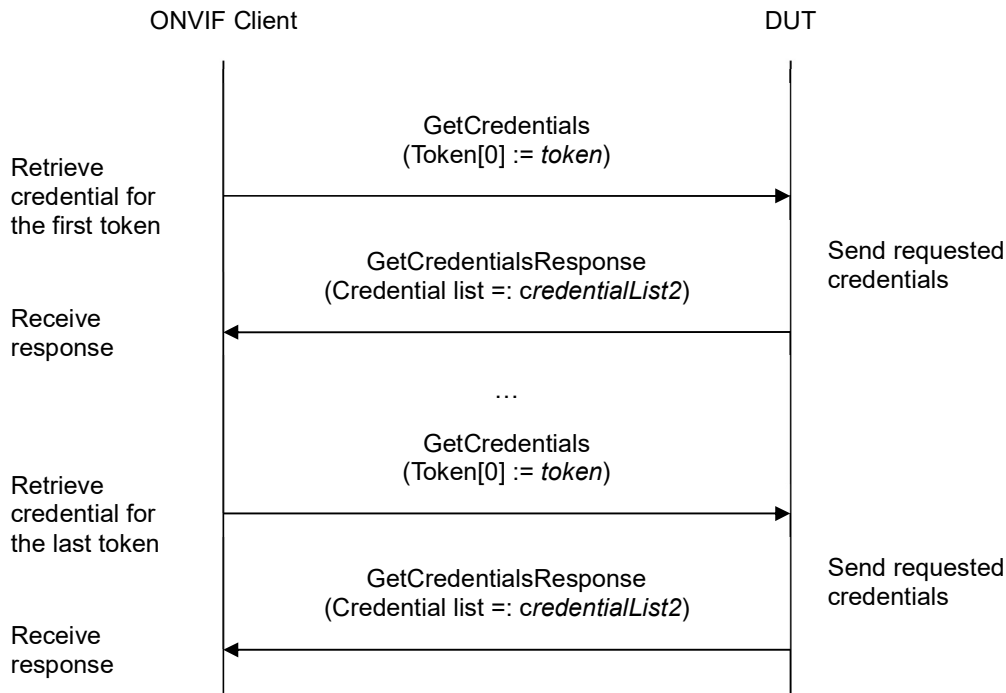 ONVIF Client
DUT
GetCredentials
(Token[0] := token)
Retrieve
credential for
the first token
GetCredentialsResponse
(Credential list =: credentialList2)
Send requested
credentials
Receive
response
…
GetCredentials
(Token[0] := token)
Retrieve
credential for
the last token
GetCredentialsResponse
(Credential list =: credentialList2)
Send requested
credentials
Receive
response